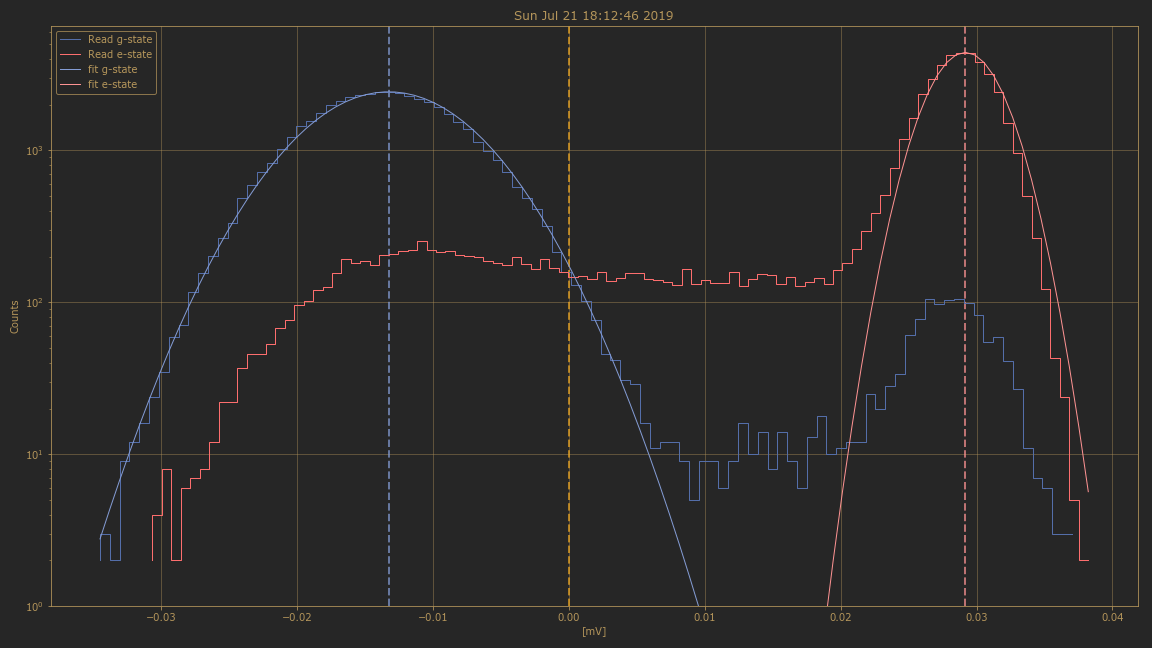 Sun Jul 21 18:12:46 2019
Read g-state
Read e-state
fit g-state
fit e-state
Counts
10³
10²
10¹
10⁰
−0.03 −0.02 −0.01 0.00 0.01 0.02 0.03 0.04
[mV]